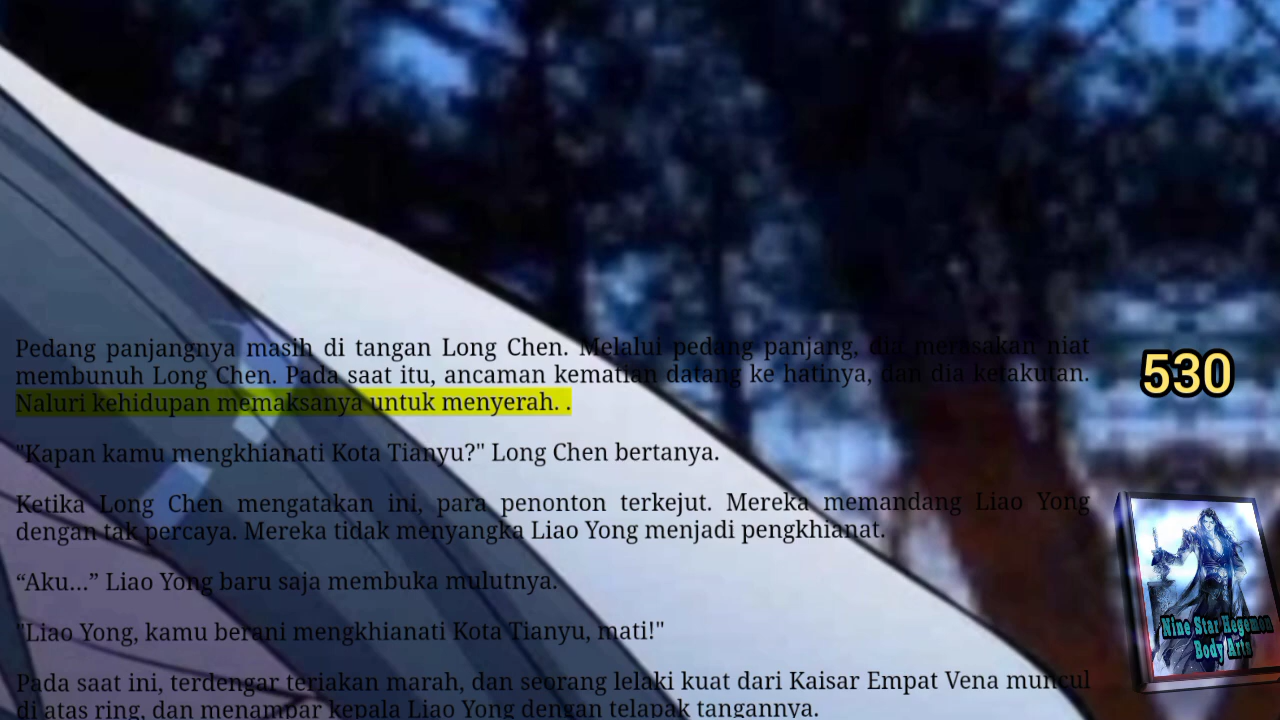 Pedang panjangnya masih di tangan Long Chen. Melalui pedang panjang, dia merasakan niat
membunuh Long Chen. Pada saat itu, ancaman kematian datang ke hatinya, dan dia ketakutan.
Naluri kehidupan memaksanya untuk menyerah. .
530
"Kapan kamu mengkhianati Kota Tianyu?" Long Chen bertanya.
Ketika Long Chen mengatakan ini, para penonton terkejut. Mereka memandang Liao Yong
dengan tak percaya. Mereka tidak menyangka Liao Yong menjadi pengkhianat.
“Aku…” Liao Yong baru saja membuka mulutnya.
"Liao Yong, kamu berani mengkhianati Kota Tianyu, mati!"
Nine Star Hegemon
Body Arts
Pada saat ini, terdengar teriakan marah, dan seorang lelaki kuat dari Kaisar Empat Vena muncul
di atas ring, dan menampar kepala Liao Yong dengan telapak tangannya.